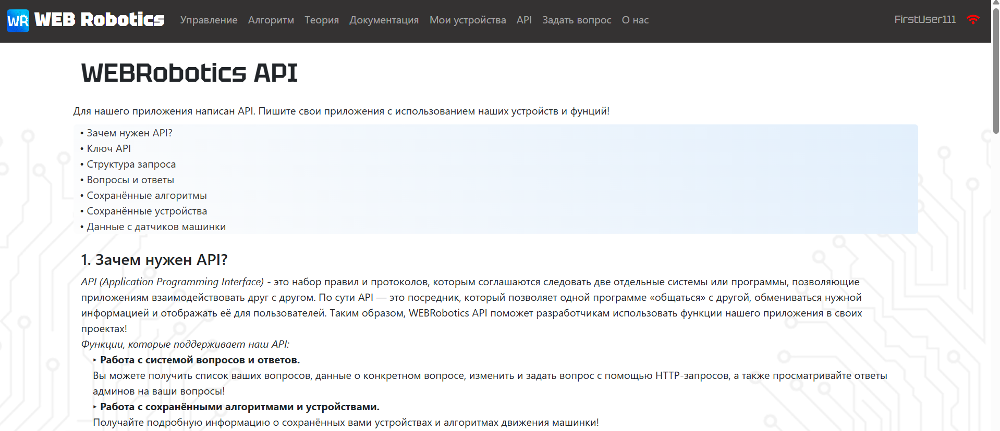 WR WEB Robotics Управление Алгоритм Теория Документация Мои устройства API Задать вопрос О нас FirstUser111
WEBRobotics API
Для нашего приложения написан API. Пишите свои приложения с использованием наших устройств и фунций!
• Зачем нужен API?
• Ключ API
• Структура запроса
• Вопросы и ответы
• Сохранённые алгоритмы
• Сохранённые устройства
• Данные с датчиков машинки
1. Зачем нужен API?
API (Application Programming Interface) - это набор правил и протоколов, которым соглашаются следовать две отдельные системы или программы, позволяющие
приложениям взаимодействовать друг с другом. По сути API — это посредник, который позволяет одной программе «общаться» с другой, обмениваться нужной
информацией и отображать её для пользователей. Таким образом, WEBRobotics API поможет разработчикам использовать функции нашего приложения в своих
проектах!
Функции, которые поддерживает наш API:
‣ Работа с системой вопросов и ответов.
Вы можете получить список ваших вопросов, данные о конкретном вопросе, изменить и задать вопрос с помощью HTTP-запросов, а также просматривайте ответы
админов на ваши вопросы!
‣ Работа с сохранёнными алгоритмами и устройствами.
Получайте подробную информацию о сохранённых вами устройствах и алгоритмах движения машинки!